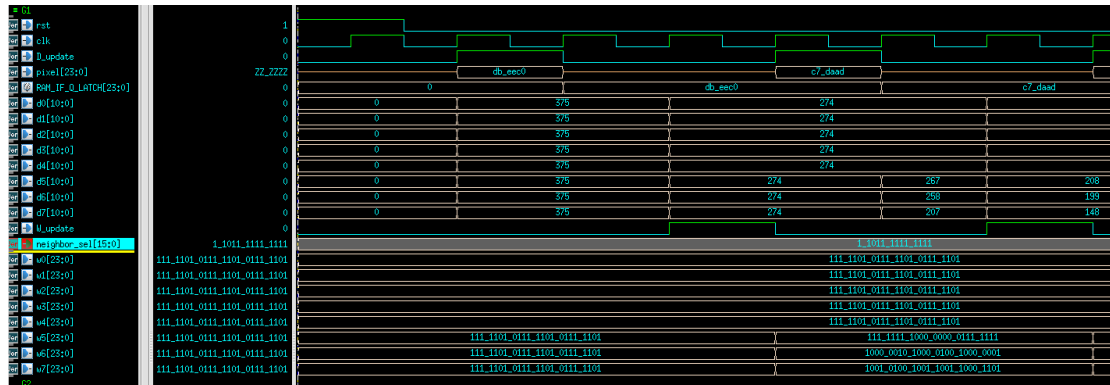 = G1
rst 1
clk 0
D_update 0
pixel[23:0] ZZ_ZZZZ db_eec0 c7_daad
RAM_IF_Q_LATCH[23:0] 0 0 db_eec0 c7_daad
d0[10:0] 0 0 375 274
d1[10:0] 0 0 375 274
d2[10:0] 0 0 375 274
d3[10:0] 0 0 375 274
d4[10:0] 0 0 375 274
d5[10:0] 0 0 375 274 267 208
d6[10:0] 0 0 375 274 258 199
d7[10:0] 0 0 375 274 207 148
W_update 0
neighbor_sel[15:0] 1_1011_1111_1111 1_1011_1111_1111
w0[23:0] 111_1101_0111_1101_0111_1101 111_1101_0111_1101_0111_1101
w1[23:0] 111_1101_0111_1101_0111_1101 111_1101_0111_1101_0111_1101
w2[23:0] 111_1101_0111_1101_0111_1101 111_1101_0111_1101_0111_1101
w3[23:0] 111_1101_0111_1101_0111_1101 111_1101_0111_1101_0111_1101
w4[23:0] 111_1101_0111_1101_0111_1101 111_1101_0111_1101_0111_1101
w5[23:0] 111_1101_0111_1101_0111_1101 111_1101_0111_1101_0111_1101 111_1111_1000_0000_0111_1111
w6[23:0] 111_1101_0111_1101_0111_1101 111_1101_0111_1101_0111_1101 1000_0010_1000_0100_1000_0001
w7[23:0] 111_1101_0111_1101_0111_1101 111_1101_0111_1101_0111_1101 1001_0100_1001_1001_1000_1110
G2